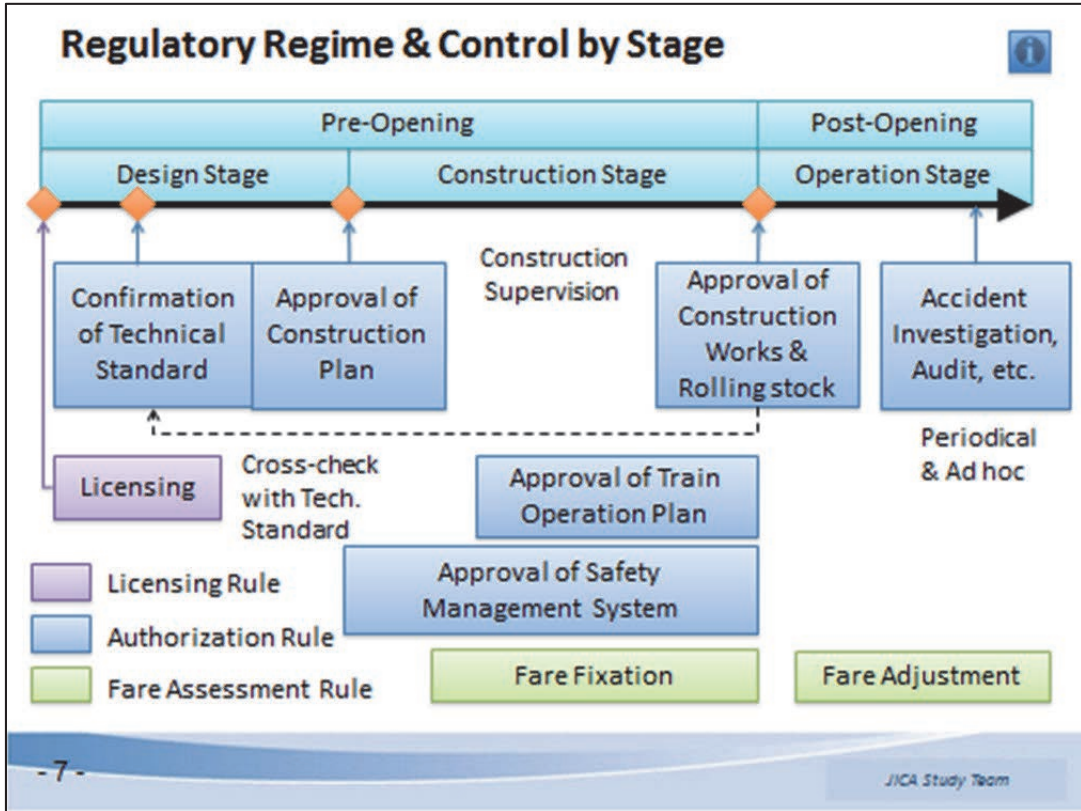 Regulatory Regime & Control by Stage
Pre-Opening
Post-Opening
Design Stage
Construction Stage
Operation Stage
Confirmation
of Technical
Standard
Approval of
Construction
Plan
Construction
Supervision
Approval of
Construction
Works &
Rolling stock
Accident
Investigation,
Audit, etc.
Periodical
& Ad hoc
Licensing
Cross-check
with Tech.
Standard
Approval of Train
Operation Plan
Approval of Safety
Management System
Licensing Rule
Authorization Rule
Fare Assessment Rule
Fare Fixation
Fare Adjustment
- 7 -
JICA Study Team